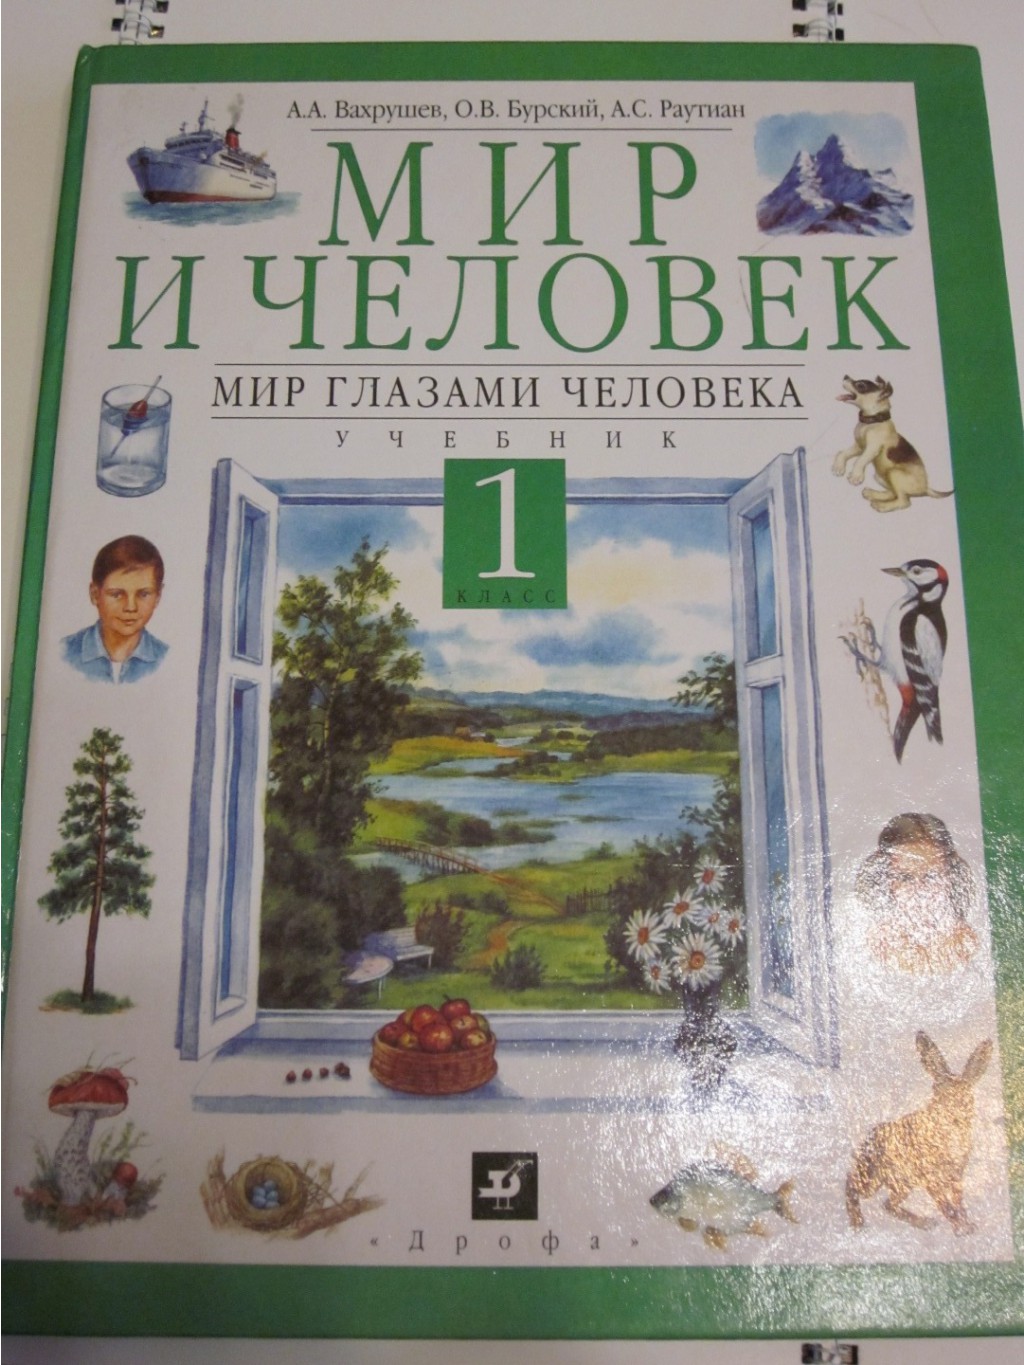 А.А. Вахрушев, О.В. Бурский, А.С. Раутиан
МИР
И ЧЕЛОВЕК
МИР ГЛАЗАМИ ЧЕЛОВЕКА
УЧЕБНИК
1
КЛАСС
«Дрофа»